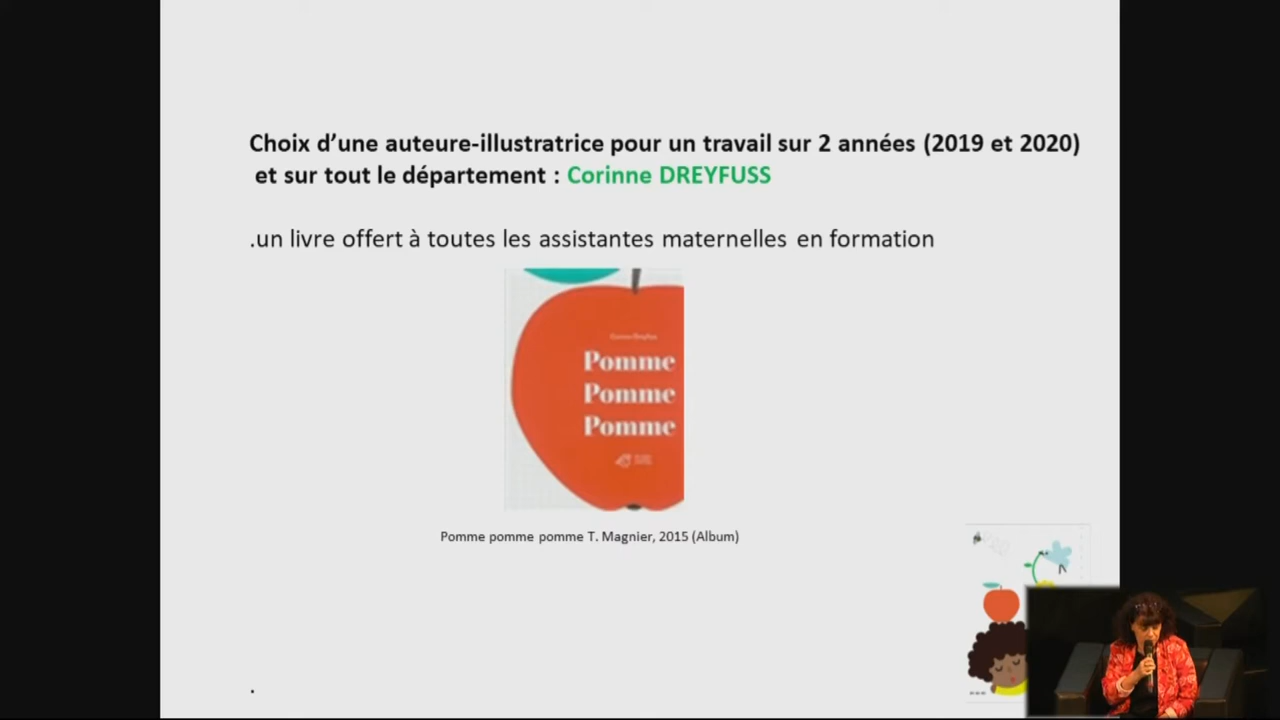 Choix d’une auteure-illustratrice pour un travail sur 2 années (2019 et 2020)
et sur tout le département : Corinne DREYFUSS
.un livre offert à toutes les assistantes maternelles en formation
Corinne Dreyfuss
Pomme
Pomme
Pomme
Pomme pomme pomme T. Magnier, 2015 (Album)
.